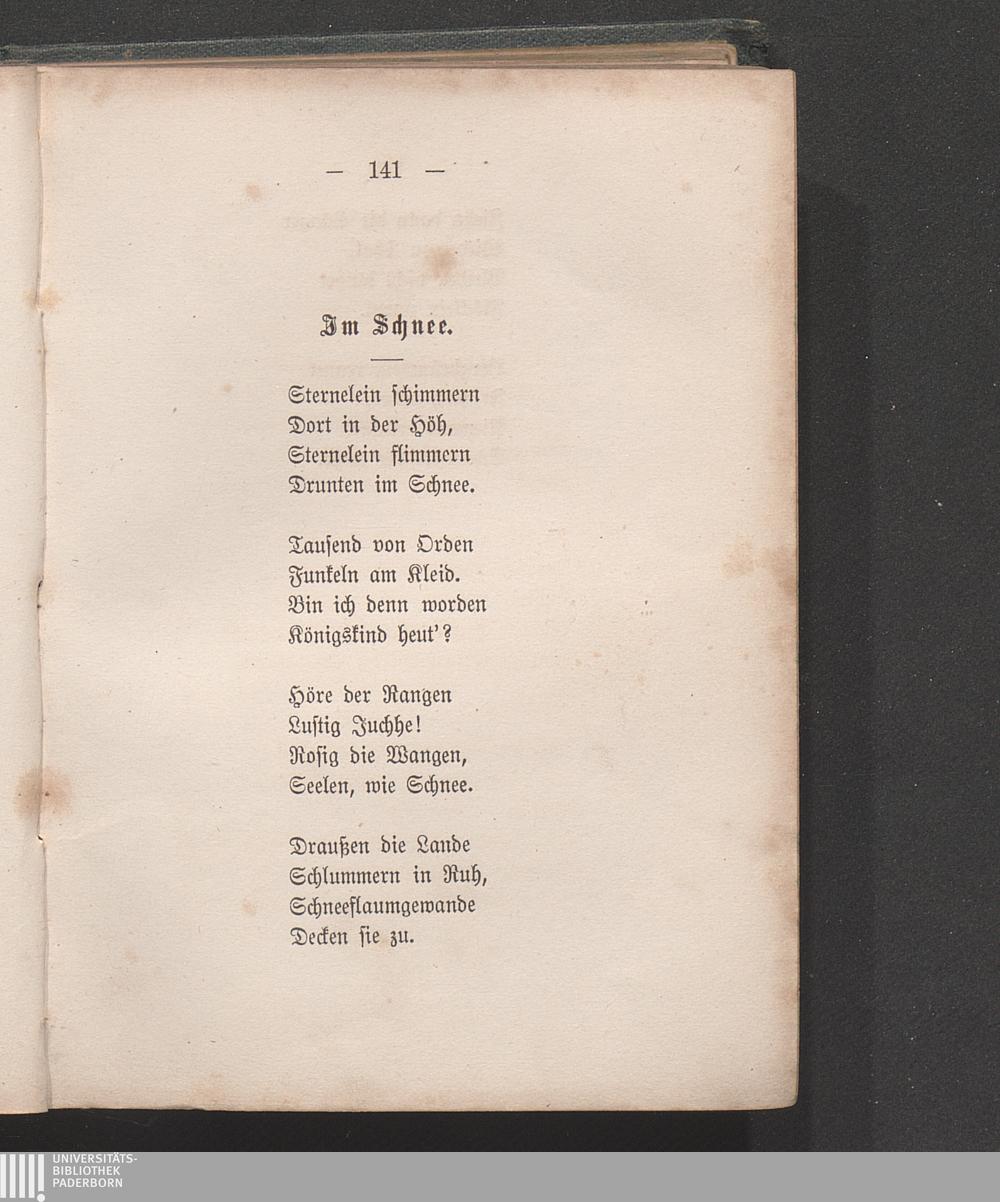 — 141 —
Im Schnee.
Sternelein schimmern
Dort in der Höh,
Sternelein flimmern
Drunten im Schnee.
Tausend von Orden
Funkeln am Kleid.
Bin ich denn worden
Königskind heut'?
Höre der Rangen
Lustig Juchhe!
Rosig die Wangen,
Seelen, wie Schnee.
Draußen die Lande
Schlummern in Ruh,
Schneeflaumgewande
Decken sie zu.
UNIVERSITÄTS-
BIBLIOTHEK
PADERBORN